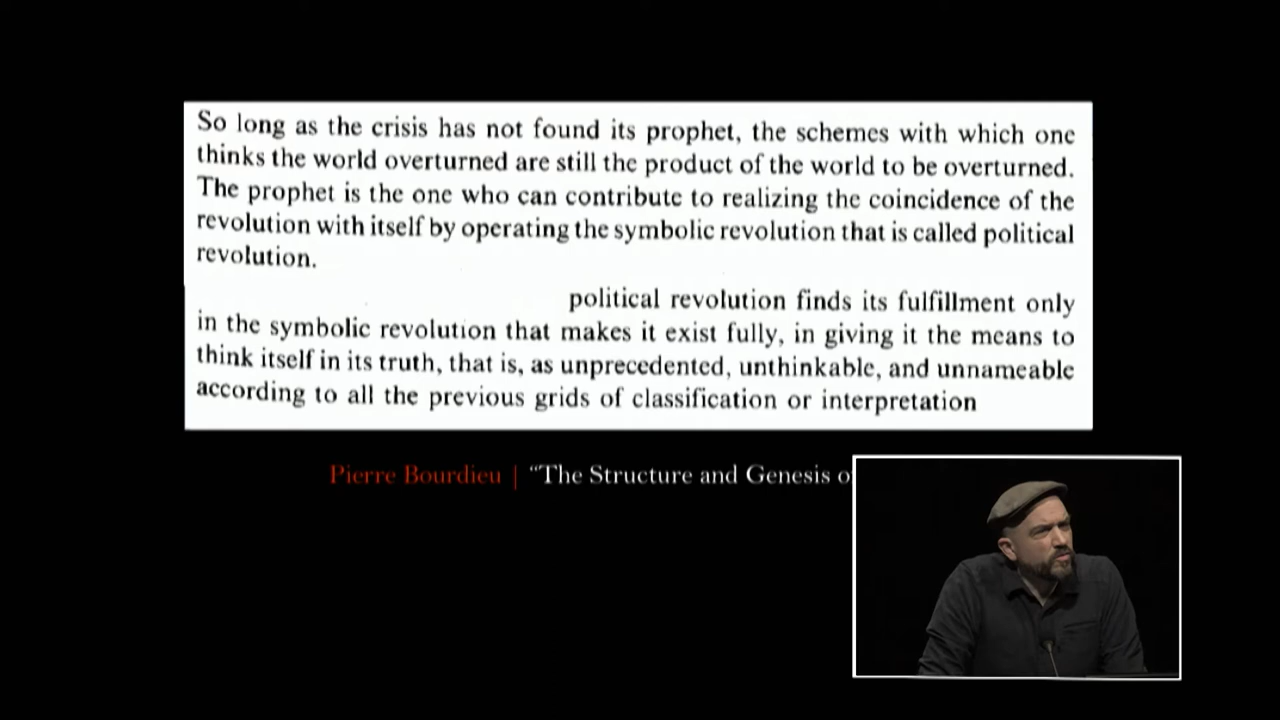 So long as the crisis has not found its prophet, the schemes with which one
thinks the world overturned are still the product of the world to be overturned.
The prophet is the one who can contribute to realizing the coincidence of the
revolution with itself by operating the symbolic revolution that is called political
revolution.
political revolution finds its fulfillment only
in the symbolic revolution that makes it exist fully, in giving it the means to
think itself in its truth, that is, as unprecedented, unthinkable, and unnameable
according to all the previous grids of classification or interpretation
Pierre Bourdieu | “The Structure and Genesis o